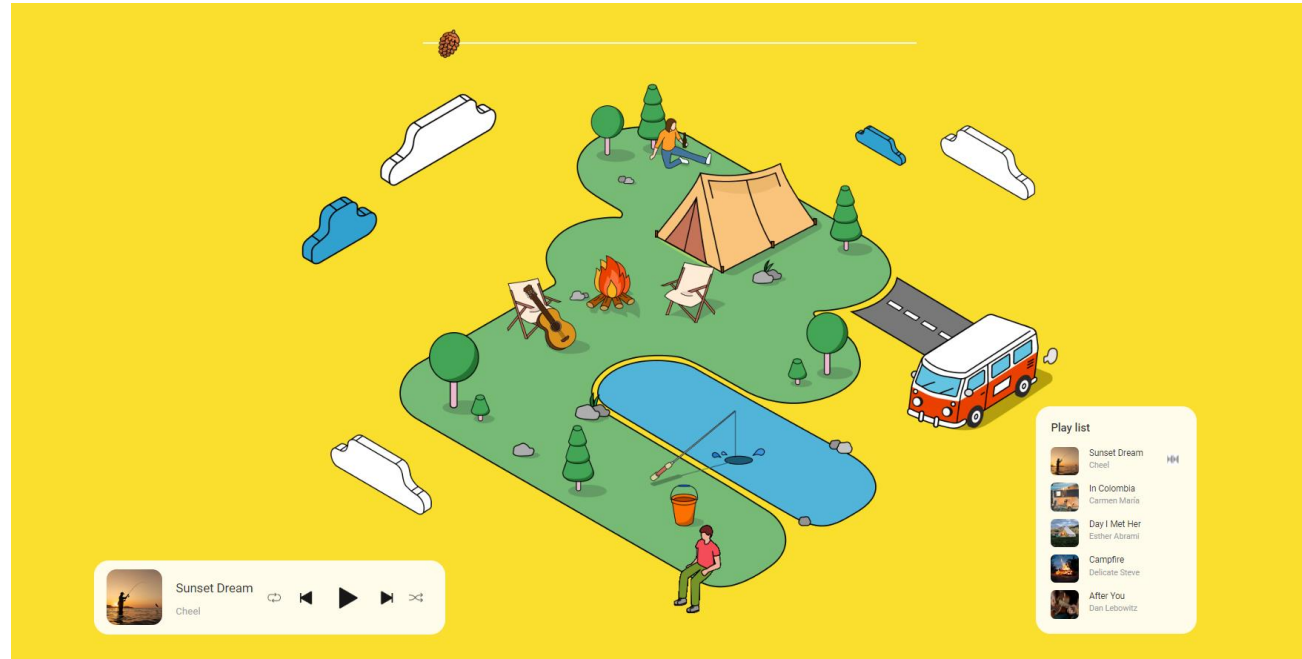 Sunset Dream
Cheel
Play list
Sunset Dream
Cheel
In Colombia
Carmen María
Day I Met Her
Esther Abrami
Campfire
Delicate Steve
After You
Dan Lebowitz